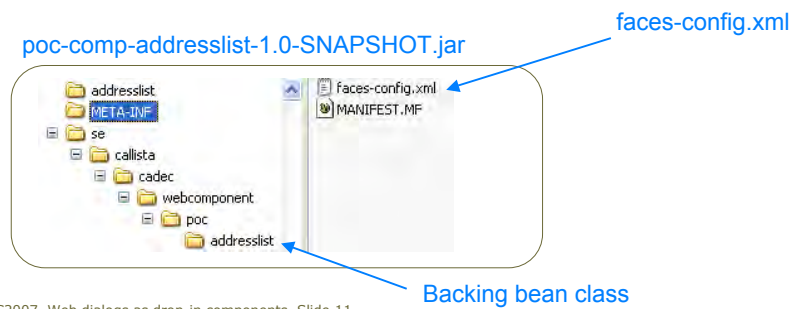 faces-config.xml
poc-comp-addresslist-1.0-SNAPSHOT.jar
addresslist
META-INF
se
callista
cadec
webcomponent
poc
addresslist
faces-config.xml
MANIFEST.MF
Backing bean class
2007, Web dialogs as drop-in components, Slide 11